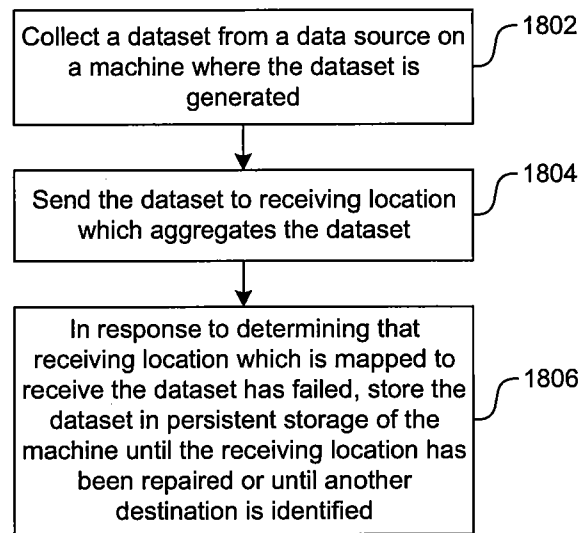 Collect a dataset from a data source on
a machine where the dataset is
generated
1802
Send the dataset to receiving location
which aggregates the dataset
1804
In response to determining that
receiving location which is mapped to
receive the dataset has failed, store the
dataset in persistent storage of the
machine until the receiving location has
been repaired or until another
destination is identified
1806